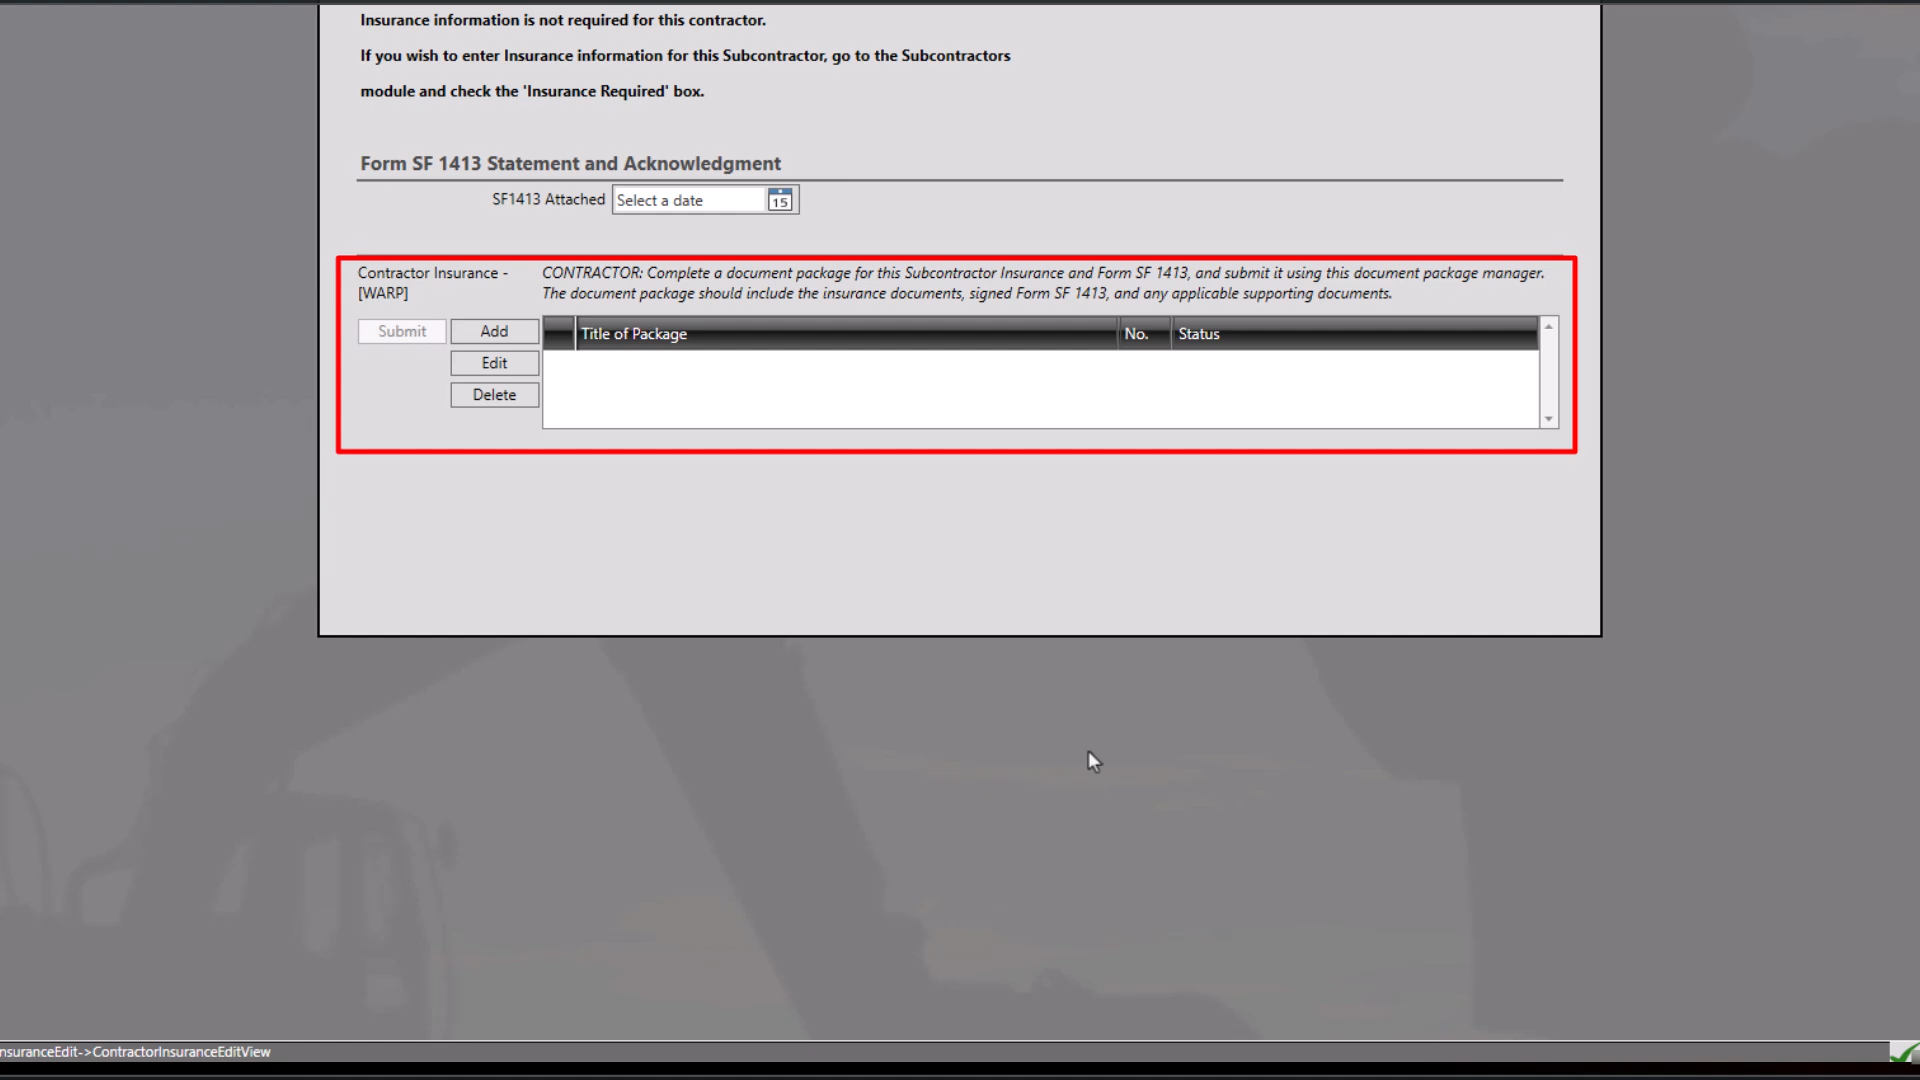 Insurance information is not required for this contractor.
If you wish to enter Insurance information for this Subcontractor, go to the Subcontractors
module and check the 'Insurance Required' box.
Form SF 1413 Statement and Acknowledgment
SF1413 Attached Select a date 15
Contractor Insurance -
[WARP]
CONTRACTOR: Complete a document package for this Subcontractor Insurance and Form SF 1413, and submit it using this document package manager.
The document package should include the insurance documents, signed Form SF 1413, and any applicable supporting documents.
Submit Add Title of Package No. Status
Edit
Delete
nsuranceEdit->ContractorInsuranceEditView